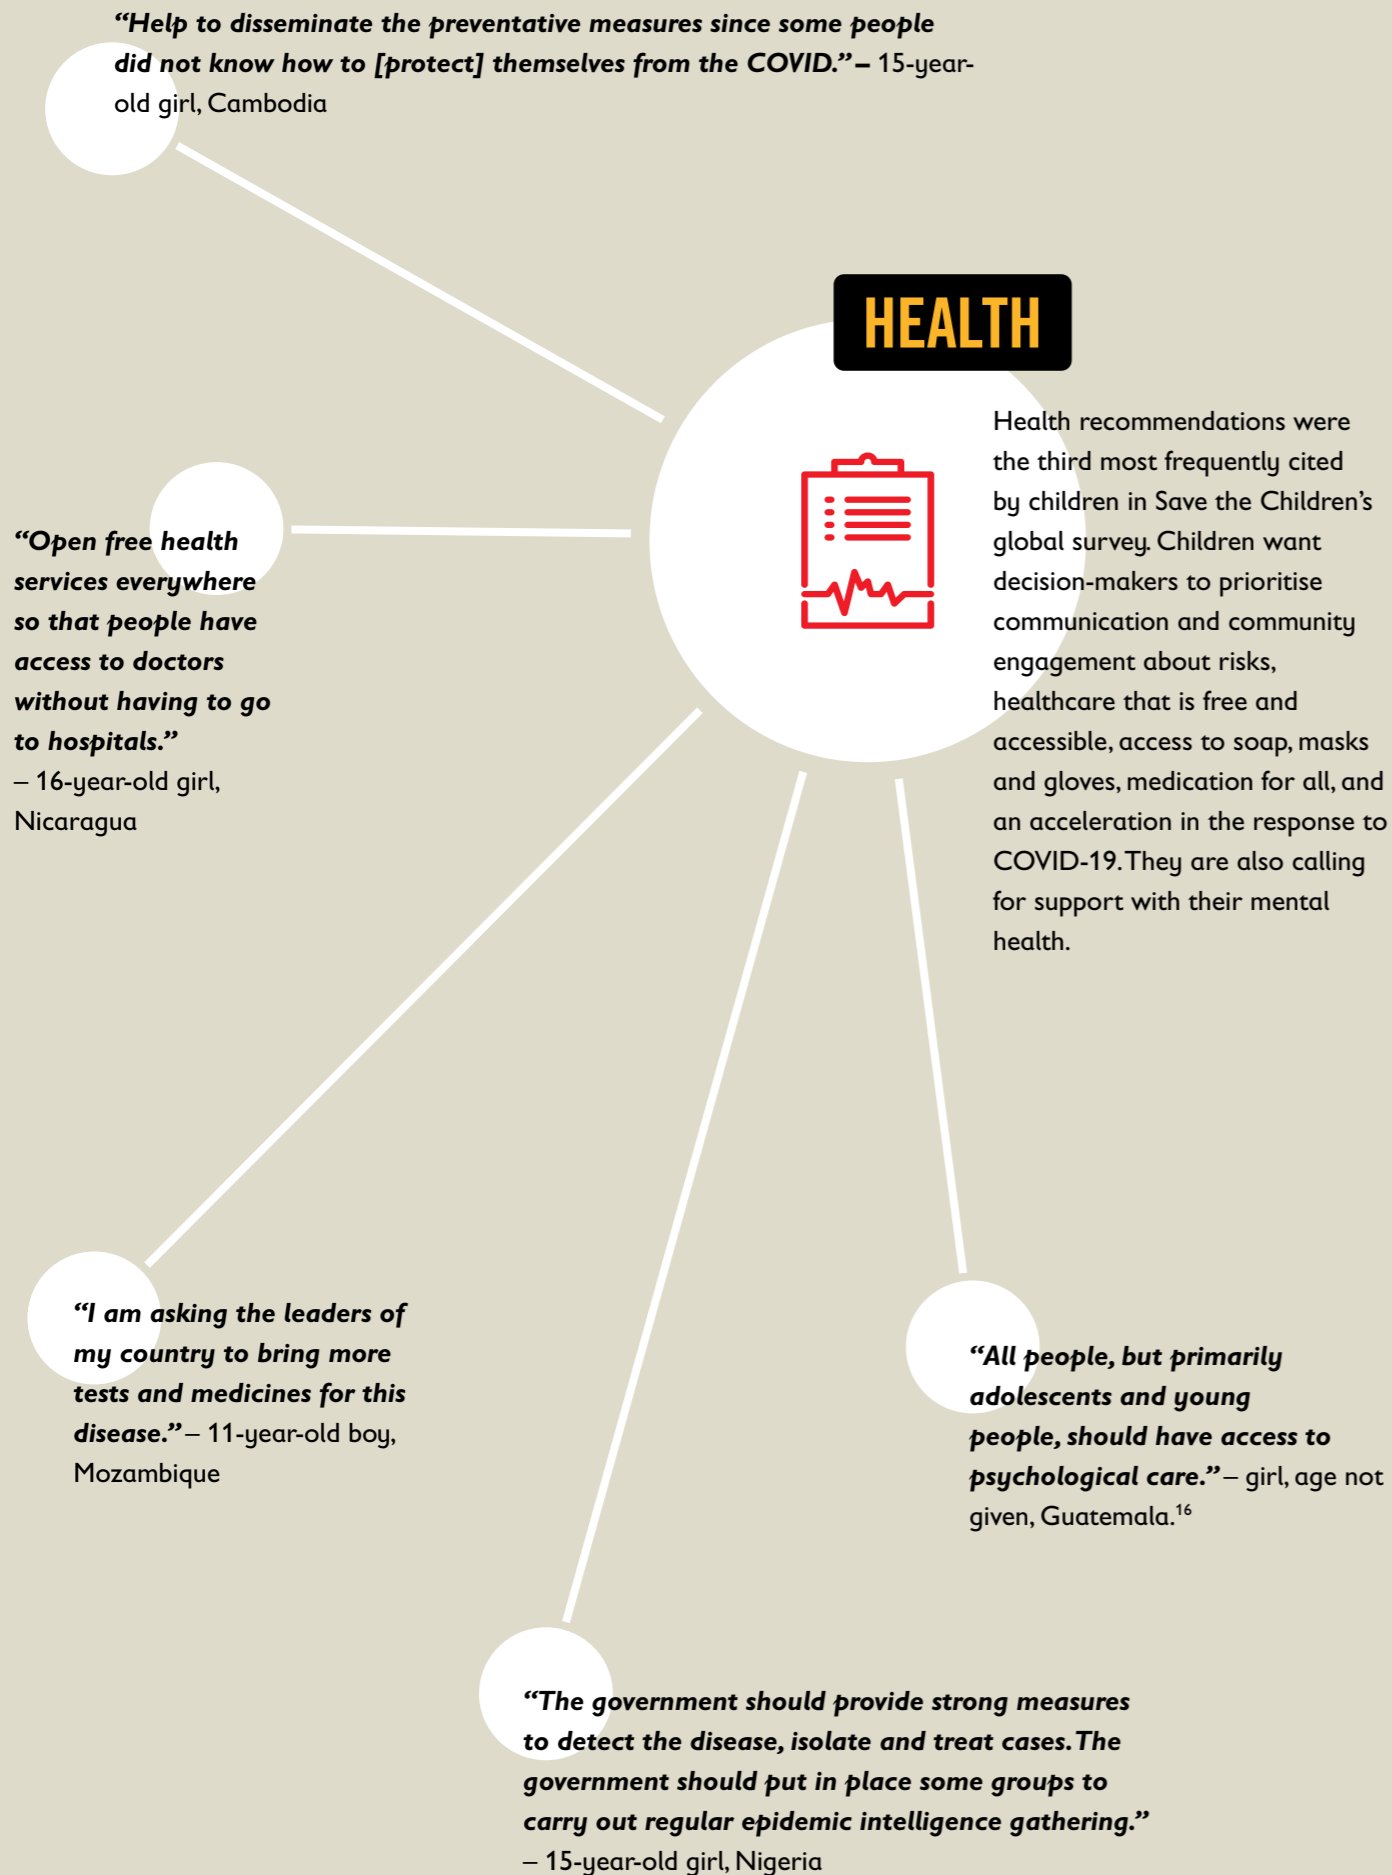 “Help to disseminate the preventative measures since some people
did not know how to [protect] themselves from the COVID.” – 15-year-
old girl, Cambodia
HEALTH
Health recommendations were
the third most frequently cited
by children in Save the Children’s
global survey. Children want
decision-makers to prioritise
communication and community
engagement about risks,
healthcare that is free and
accessible, access to soap, masks
and gloves, medication for all, and
an acceleration in the response to
COVID-19. They are also calling
for support with their mental
health.
“Open free health
services everywhere
so that people have
access to doctors
without having to go
to hospitals.”
– 16-year-old girl,
Nicaragua
“I am asking the leaders of
my country to bring more
tests and medicines for this
disease.” – 11-year-old boy,
Mozambique
“All people, but primarily
adolescents and young
people, should have access to
psychological care.” – girl, age not
given, Guatemala.16
“The government should provide strong measures
to detect the disease, isolate and treat cases. The
government should put in place some groups to
carry out regular epidemic intelligence gathering.”
– 15-year-old girl, Nigeria